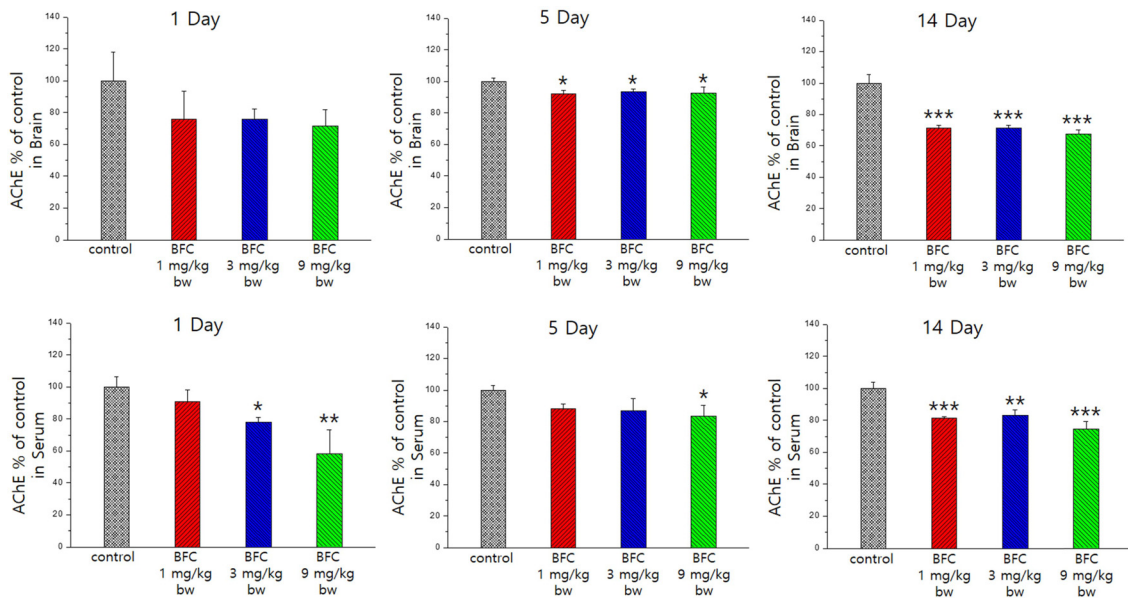 1 Day
AChE % of control
in Brain
140
120
100
80
60
40
20
0
control
BFC
1 mg/kg
bw
BFC
3 mg/kg
bw
BFC
9 mg/kg
bw
5 Day
AChE % of control
in Brain
140
120
100
80
60
40
20
0
*
*
*
control
BFC
1 mg/kg
bw
BFC
3 mg/kg
bw
BFC
9 mg/kg
bw
14 Day
AChE % of control
in Brain
140
120
100
80
60
40
20
0
***
***
***
control
BFC
1 mg/kg
bw
BFC
3 mg/kg
bw
BFC
9 mg/kg
bw
1 Day
AChE % of control
in Serum
140
120
100
80
60
40
20
0
*
**
control
BFC
1 mg/kg
bw
BFC
3 mg/kg
bw
BFC
9 mg/kg
bw
5 Day
AChE % of control
in Serum
140
120
100
80
60
40
20
0
*
control
BFC
1 mg/kg
bw
BFC
3 mg/kg
bw
BFC
9 mg/kg
bw
14 Day
AChE % of control
in Serum
140
120
100
80
60
40
20
0
***
**
***
control
BFC
1 mg/kg
bw
BFC
3 mg/kg
bw
BFC
9 mg/kg
bw